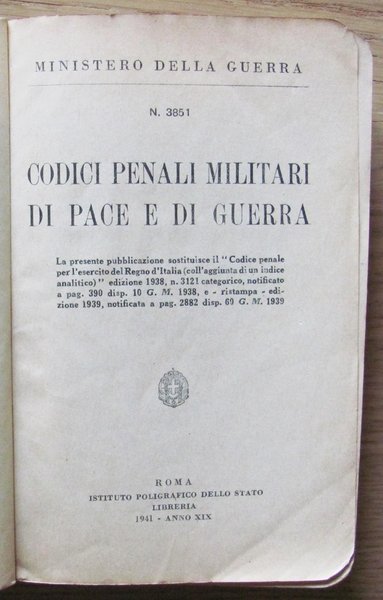 MINISTERO DELLA GUERRA
N. 3851
CODICI PENALI MILITARI
DI PACE E DI GUERRA
La presente pubblicazione sostituisce il "Codice penale
per l'esercito del Regno d'Italia (coll'aggiunta di un indice
analitico)" edizione 1938, n. 3121 categorico, notificato
a pag. 390 disp. 10 G. M. 1938, e - ristampa - edi-
zione 1939, notificata a pag. 2882 disp. 69 G. M. 1939
ROMA
ISTITUTO POLIGRAFICO DELLO STATO
LIBRERIA
1941 - ANNO XIX